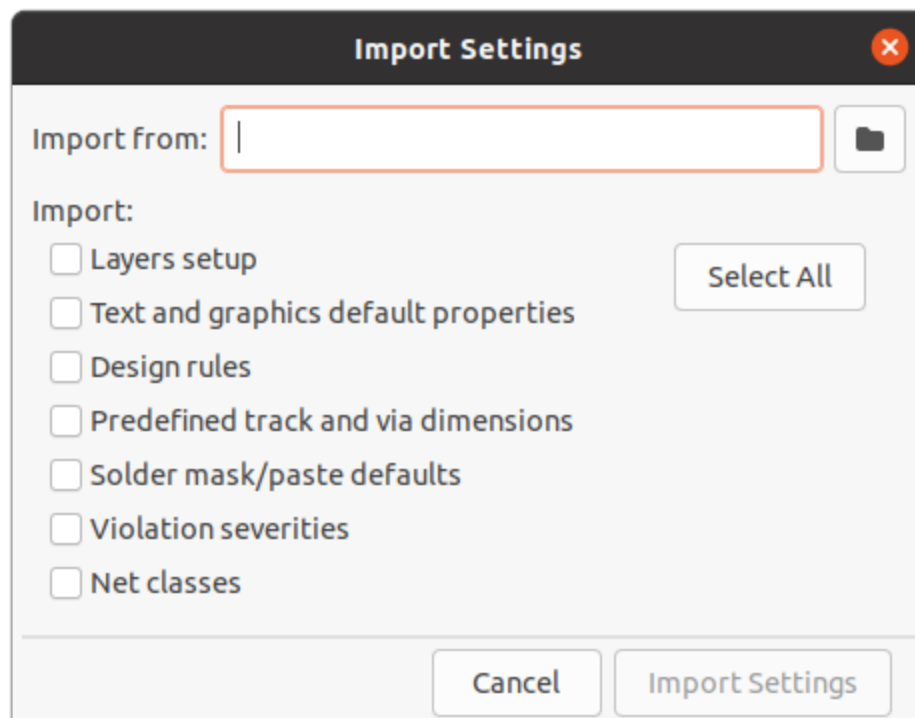 Import Settings
Import from:
Import:
Layers setup
Select All
Text and graphics default properties
Design rules
Predefined track and via dimensions
Solder mask/paste defaults
Violation severities
Net classes
Cancel
Import Settings